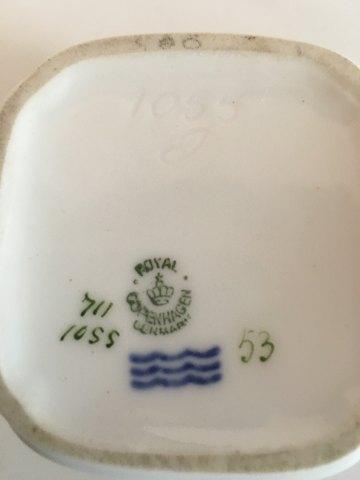 1055
ROYAL
COPENHAGEN
DENMARK
711
1055
53